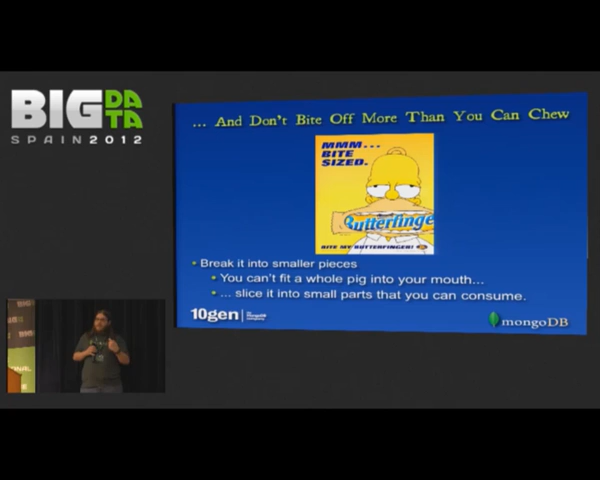 BIG DATA
SPAIN 2012
... And Don't Bite Off More Than You Can Chew
MMM...
BITE
SIZED.
Butterfinge
BITE MY BUTTERFINGER!
• Break it into smaller pieces
• You can't fit a whole pig into your mouth...
• ... slice it into small parts that you can consume.
10gen
mongoDB